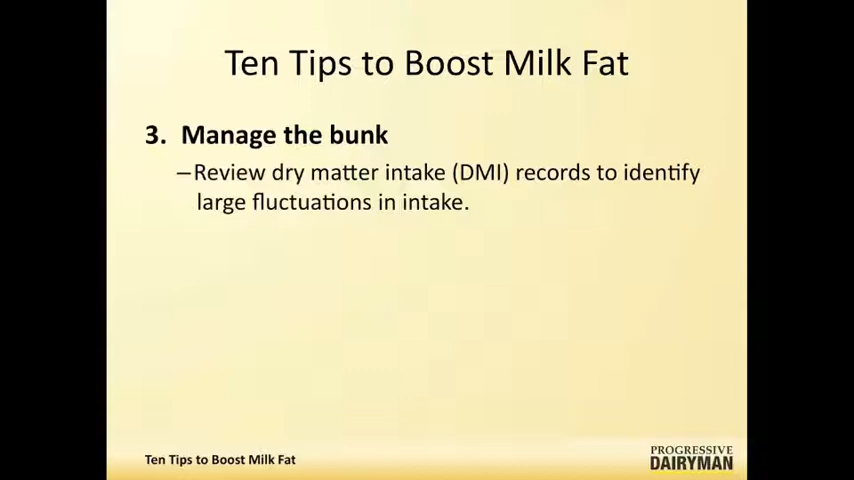 Ten Tips to Boost Milk Fat
3. Manage the bunk
–Review dry matter intake (DMI) records to identify
large fluctuations in intake.
Ten Tips to Boost Milk Fat
PROGRESSIVE
DAIRYMAN